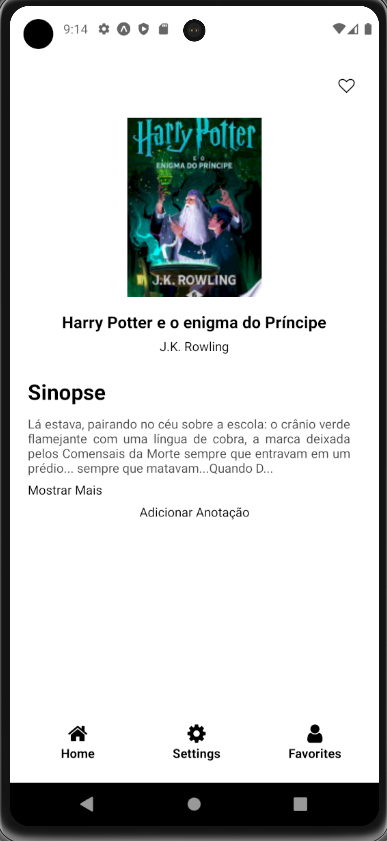 9:14
Harry Potter
E O
ENIGMA DO PRÍNCIPE
J.K. ROWLING
Harry Potter e o enigma do Príncipe
J.K. Rowling
Sinopse
Lá estava, pairando no céu sobre a escola: o crânio verde
flamejante com uma língua de cobra, a marca deixada
pelos Comensais da Morte sempre que entravam em um
prédio... sempre que matavam...Quando D...
Mostrar Mais
Adicionar Anotação
Home
Settings
Favorites